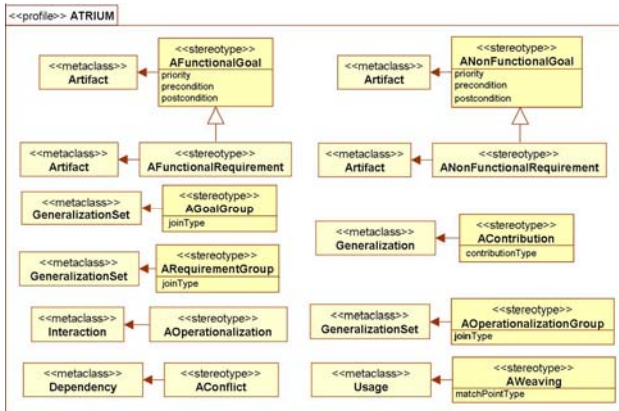 <<profile>> ATRIUM
<<metaclass>>
Artifact
<<stereotype>>
AFunctionalGoal
priority
precondition
postcondition
<<metaclass>>
Artifact
<<stereotype>>
ANonFunctionalGoal
priority
precondition
postcondition
<<metaclass>>
Artifact
<<stereotype>>
AFunctionalRequirement
<<metaclass>>
Artifact
<<stereotype>>
ANonFunctionalRequirement
<<metaclass>>
GeneralizationSet
<<stereotype>>
AGoalGroup
joinType
<<metaclass>>
Generalization
<<stereotype>>
AContribution
contributionType
<<metaclass>>
GeneralizationSet
<<stereotype>>
ARequirementGroup
joinType
<<metaclass>>
Interaction
<<stereotype>>
AOperationalization
<<metaclass>>
GeneralizationSet
<<stereotype>>
AOperationalizationGroup
joinType
<<metaclass>>
Dependency
<<stereotype>>
AConflict
<<metaclass>>
Usage
<<stereotype>>
AWeaving
matchPointType